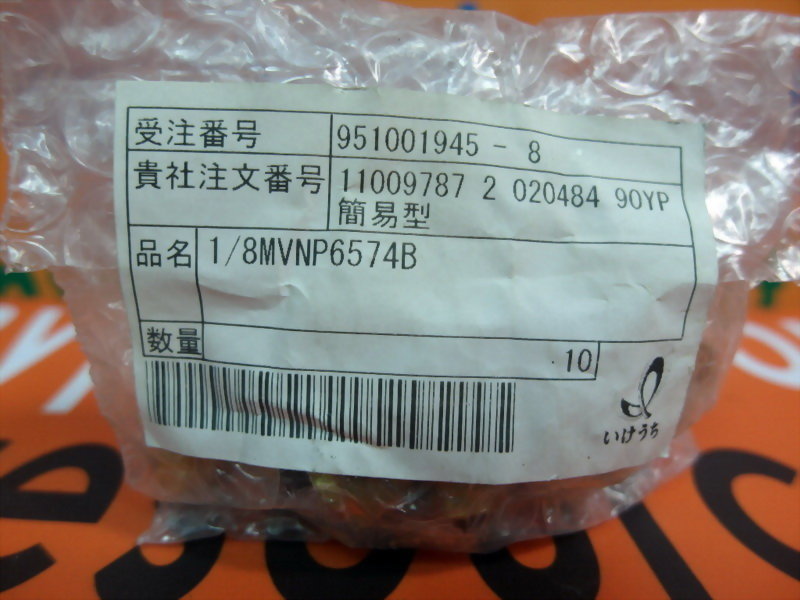 受注番号 951001945 - 8
貴社注文番号 11009787 2 020484 90YP
簡易型
品名 1/8MVNP6574B
数量 10
いけうち